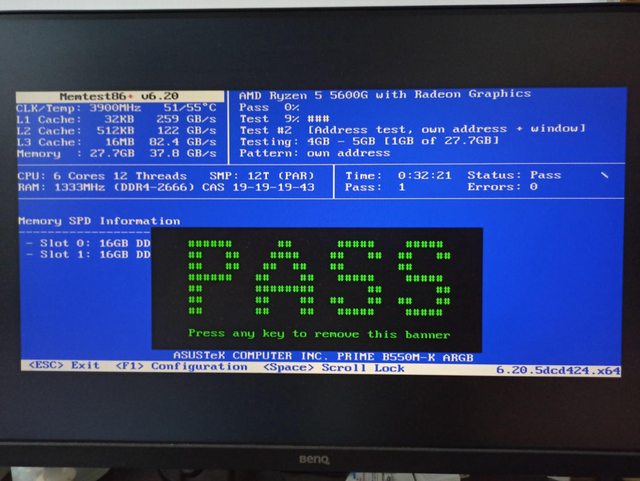 Memtest86+ v6.20
AMD Ryzen 5 5600G with Radeon Graphics
CLK/Temp: 3900MHz 51/55°C
Pass 0%
L1 Cache: 32KB 259 GB/s
Test 9% ###
L2 Cache: 512KB 122 GB/s
Test #2 [Address test, own address + window]
L3 Cache: 16MB 82.4 GB/s
Testing: 4GB - 5GB [1GB of 27.7GB]
Memory : 27.7GB 37.8 GB/s
Pattern: own address
CPU: 6 Cores 12 Threads SMP: 12T (PAR)
Time: 0:32:21 Status: Pass \
RAM: 1333MHz (DDR4-2666) CAS 19-19-19-43
Pass: 1 Errors: 0
Memory SPD Information
- Slot 0: 16GB DD
- Slot 1: 16GB DD
PASS
Press any key to remove this banner
ASUSTeK COMPUTER INC. PRIME B550M-K ARGB
<ESC> Exit <F1> Configuration <Space> Scroll Lock 6.20.5dcd424.x64
BenQ